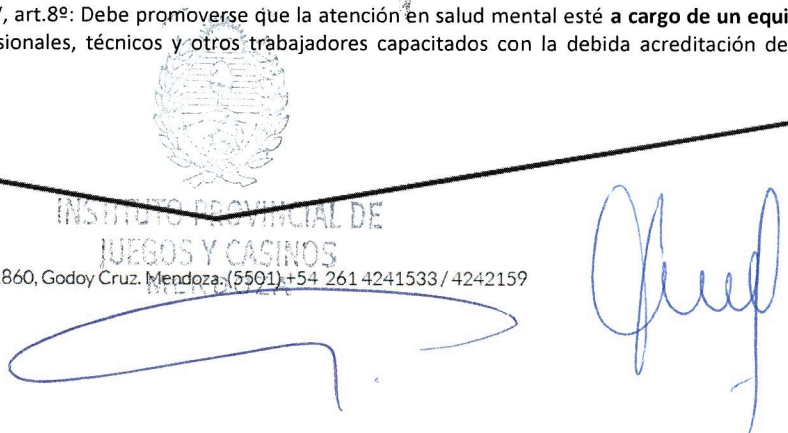 /, art.8º: Debe promoverse que la atención en salud mental esté a cargo de un equi
sionales, técnicos y otros trabajadores capacitados con la debida acreditación de
INSTITUTO PROVINCIAL DE
JUEGOS Y CASINOS
MENDOZA
860, Godoy Cruz. Mendoza. (5501) +54 261 4241533 / 4242159